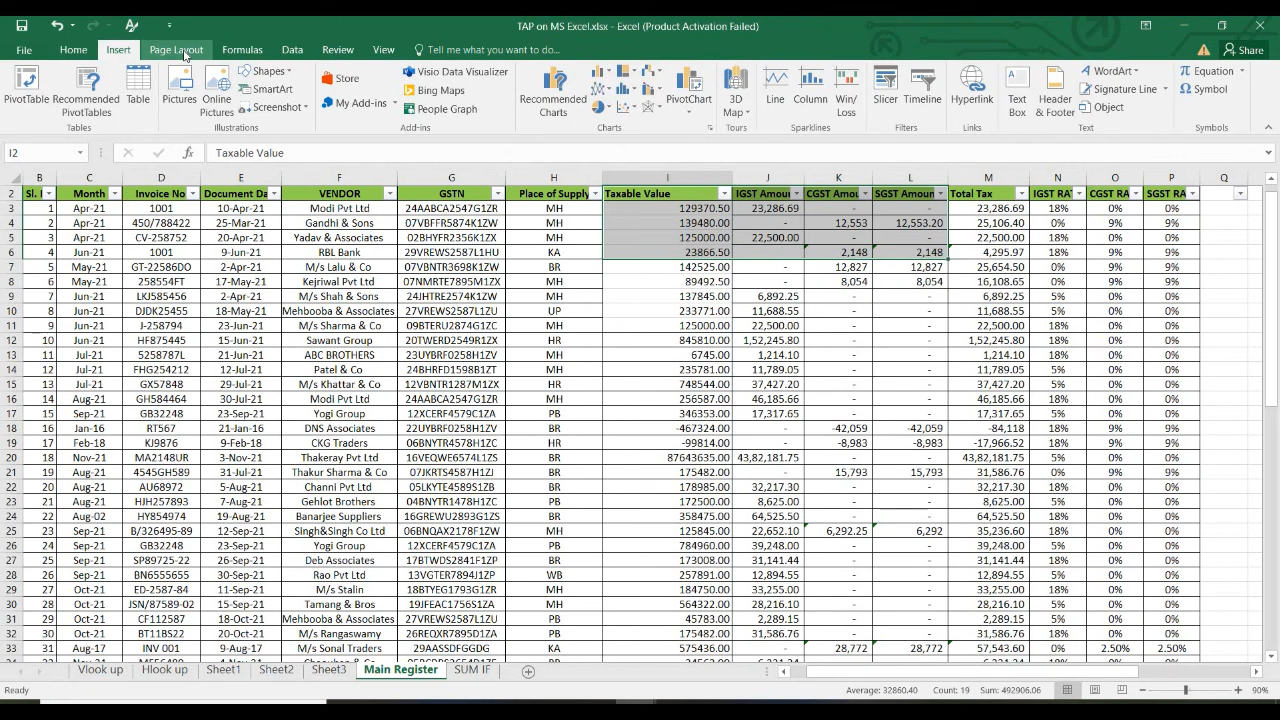 TAP on MS Excel.xlsx - Excel (Product Activation Failed)
File Home Insert Page Layout Formulas Data Review View Tell me what you want to do... Share
PivotTable Recommended PivotTables Table Pictures Online Pictures Shapes SmartArt Screenshot Store My Add-ins Visio Data Visualizer Bing Maps People Graph Recommended Charts PivotChart 3D Map Line Column Win/Loss Slicer Timeline Hyperlink Text Box Header & Footer WordArt Signature Line Object Equation Symbol
Tables Illustrations Add-ins Charts Tours Sparklines Filters Links Text Symbols
I2 fx Taxable Value
B C D E F G H I J K L M N O P Q
2 Sl. Month Invoice No Document Da VENDOR GSTN Place of Supply Taxable Value IGST Amoun CGST Amou SGST Amoun Total Tax IGST RA CGST RA SGST RA
3 1 Apr-21 1001 10-Apr-21 Modi Pvt Ltd 24AABCA2547G1ZR MH 129370.50 23,286.69 - - 23,286.69 18% 0% 0%
4 2 Apr-21 450/788422 25-Mar-21 Gandhi & Sons 07VBFFR5874K1ZW MH 139480.00 - 12,553 12,553.20 25,106.40 0% 9% 9%
5 3 Apr-21 CV-258752 20-Apr-21 Yadav & Associates 02BHYFR2356K1ZX MH 125000.00 22,500.00 - - 22,500.00 18% 0% 0%
6 4 Jun-21 1001 9-Jun-21 RBL Bank 29VREWS2587L1HU KA 23866.50 2,148 2,148 4,295.97 18% 9% 9%
7 5 May-21 GT-22586DO 2-Apr-21 M/s Lalu & Co 07VBNTR3698K1ZW BR 142525.00 - 12,827 12,827 25,654.50 0% 9% 9%
8 6 May-21 258554FT 17-May-21 Kejriwal Pvt Ltd 07NMRTE7895M1ZX MH 89492.50 - 8,054 8,054 16,108.65 0% 9% 9%
9 7 Jun-21 LKJ585456 2-Apr-21 M/s Shah & Sons 24JHTRE2574K1ZW MH 137845.00 6,892.25 - - 6,892.25 5% 0% 0%
10 8 Jun-21 DJDK25455 18-May-21 Mehbooba & Associates 27VREWS2587L1ZU UP 233771.00 11,688.55 - - 11,688.55 5% 0% 0%
11 9 Jun-21 J-258794 23-Jun-21 M/s Sharma & Co 09BTERU2874G1ZC MH 125000.00 22,500.00 - - 22,500.00 18% 0% 0%
12 10 Jun-21 HF875445 15-Jun-21 Sawant Group 20TWERD2549R1ZC HR 845810.00 1,52,245.80 - - 1,52,245.80 18% 0% 0%
13 11 Jul-21 5258787L 2-Apr-21 ABC BROTHERS 23UYBRF0258H1ZV MH 6745.00 1,214.10 - - 1,214.10 18% 0% 0%
14 12 Jul-21 FHG254212 24-Jul-21 Patel & Co 24BHRFD1598B1ZT MH 235781.00 11,789.05 - - 11,789.05 5% 0% 0%
15 13 Jul-21 GX57848 29-Jul-21 M/s Khattar & Co 12VBNTR1287M1ZX HR 748544.00 37,427.20 - - 37,427.20 5% 0% 0%
16 14 Aug-21 GH584464 30-Jul-21 Modi Pvt Ltd 24AABCA2547G1ZR MH 256587.00 46,185.66 - - 46,185.66 18% 0% 0%
17 15 Sep-21 GB32248 23-Sep-21 Yogi Group 12XCERF4579C1ZA PB 346353.00 17,317.65 - - 17,317.65 5% 0% 0%
18 16 Jan-16 RT567 21-Jan-16 DNS Associates 22UYBRF0258H1ZV BR -467324.00 - -42,059 -42,059 -84,118 18% 9% 9%
19 17 Feb-18 KJ9876 9-Feb-18 CKG Traders 06BNYTR4578H1ZC HR -99814.00 - -8,983 -8,983 -17,966.52 18% 9% 9%
20 18 Nov-21 MA2148UR 3-Nov-21 Thakeray Pvt Ltd 16VEQWE6574L1ZS BR 87643635.00 43,82,181.75 - - 43,82,181.75 5% 0% 0%
21 19 Aug-21 4545GH589 31-Jul-21 Thakur Sharma & Co 07JKRTS4587J1ZG BR 175482.00 - 15,793 15,793 31,586.76 0% 9% 9%
22 20 Aug-21 AU68972 2-Aug-21 Channi Pvt Ltd 05LKYTE4589S1ZB BR 178985.00 32,217.30 - - 32,217.30 18% 0% 0%
23 21 Aug-21 HJH257893 7-Aug-21 Gehlot Brothers 04BNYTR1578L1ZG PB 172500.00 8,625.00 - - 8,625.00 5% 0% 0%
24 22 Aug-02 HY854974 19-Aug-21 Banarjee Suppliers 16GREWU2893G1ZN BR 358475.00 64,525.50 - - 64,525.50 18% 0% 0%
25 23 Sep-21 B/326495-89 12-Sep-21 Singh&Singh Co Ltd 03BNQAX2178F1ZW MH 125845.00 22,652.10 6,292.25 6,292 35,236.60 18% 0% 0%
26 24 Sep-21 GB32248 23-Sep-21 Yogi Group 12XCERF4579C1ZA PB 784960.00 39,248.00 - - 39,248.00 5% 0% 0%
27 25 Sep-21 SP89725-22 27-Sep-21 Deb Associates 17BTWDS2841F1ZP BR 173008.00 31,141.44 - - 31,141.44 18% 0% 0%
28 26 Sep-21 BN6555655 30-Sep-21 Rao Pvt Ltd 13VGTER7894J1ZP WB 257891.00 12,894.55 - - 12,894.55 5% 0% 0%
29 27 Oct-21 ED-2587-84 11-Oct-21 M/s Stalin 18BTYEG1793G1ZR MH 184750.00 33,255.00 - - 33,255.00 18% 0% 0%
30 28 Oct-21 JSN/87589-02 15-Sep-21 Tamang & Bros 19JFEAC1756S1ZA MH 564322.00 28,216.10 - - 28,216.10 5% 0% 0%
31 29 Oct-21 CF112587 18-Oct-21 Mehbooba & Associates 27VREWS2587L1ZU BR 45783.00 2,289.15 - - 2,289.15 5% 0% 0%
32 30 Oct-21 BT11BS22 20-Oct-21 M/s Rangaswamy 26REQXR7895D1ZA MH 175482.00 31,586.76 - - 31,586.76 18% 0% 0%
33 31 Aug-17 INV 001 9-Aug-17 M/s Sonal Traders 29AASSDFGGDG KA 575436.00 28,772 28,772 57,543.60 0% 2.50% 2.50%
Vlook up Hlook up Sheet1 Sheet2 Sheet3 Main Register SUM IF
Ready Average: 32860.40 Count: 19 Sum: 492906.06 90%